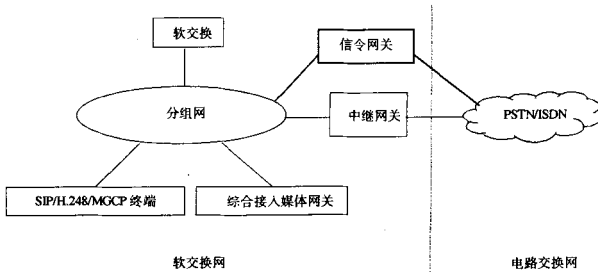 软交换
信令网关
分组网
中继网关
PSTN/ISDN
SIP/H.248/MGCP 终端
综合接入媒体网关
软交换网
电路交换网